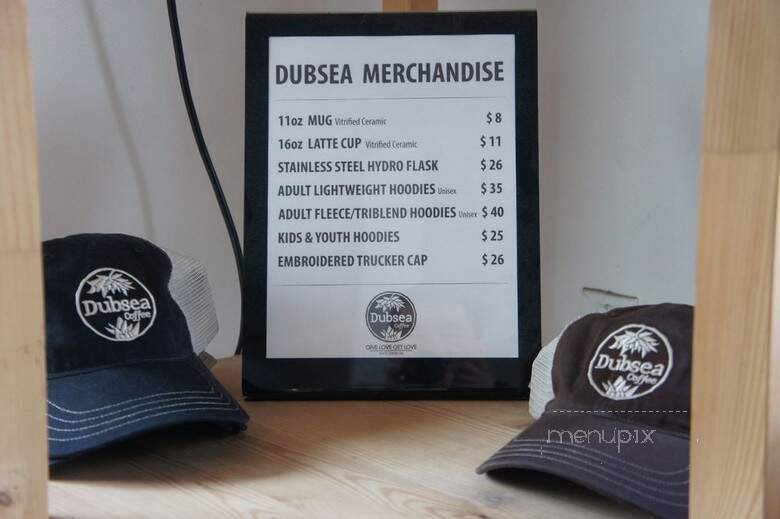 DUBSEA MERCHANDISE
11oz MUG Vitrified Ceramic $ 8
16oz LATTE CUP Vitrified Ceramic $ 11
STAINLESS STEEL HYDRO FLASK $ 26
ADULT LIGHTWEIGHT HOODIES Unisex $ 35
ADULT FLEECE/TRIBLEND HOODIES Unisex $ 40
KIDS & YOUTH HOODIES $ 25
EMBROIDERED TRUCKER CAP $ 26
Dubsea
Coffee
GIVE LOVE GET LOVE
Dubsea
Coffee
Dubsea
Coffee
menupix